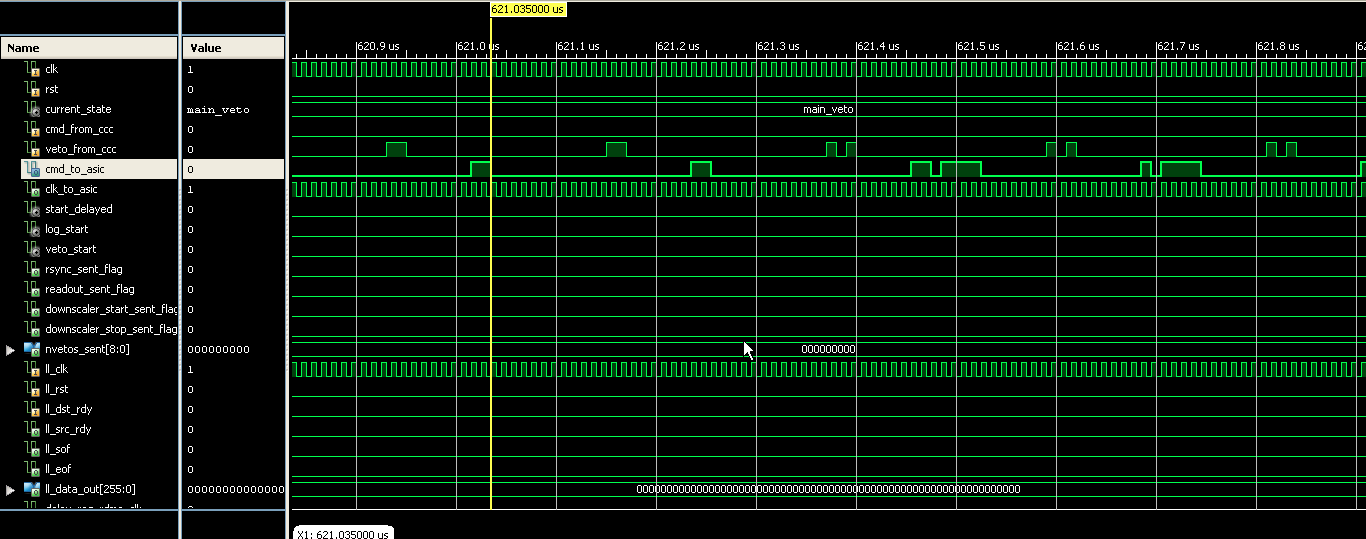 621.035000 us
Name Value
620.9 us 621.0 us 621.1 us 621.2 us 621.3 us 621.4 us 621.5 us 621.6 us 621.7 us 621.8 us
clk 1
rst 0
current_state main_veto main_veto
cmd_from_ccc 0
veto_from_ccc 0
cmd_to_asic 0
clk_to_asic 1
start_delayed 0
log_start 0
veto_start 0
rsync_sent_flag 0
readout_sent_flag 0
downscaler_start_sent_flag 0
downscaler_stop_sent_flag 0
nvetos_sent[8:0] 000000000 000000000
ll_clk 1
ll_rst 0
ll_dst_rdy 0
ll_src_rdy 0
ll_sof 0
ll_eof 0
ll_data_out[255:0] 00000000000000 0000000000000000000000000000000000000000000000000000000000000000
X1: 621.035000 us